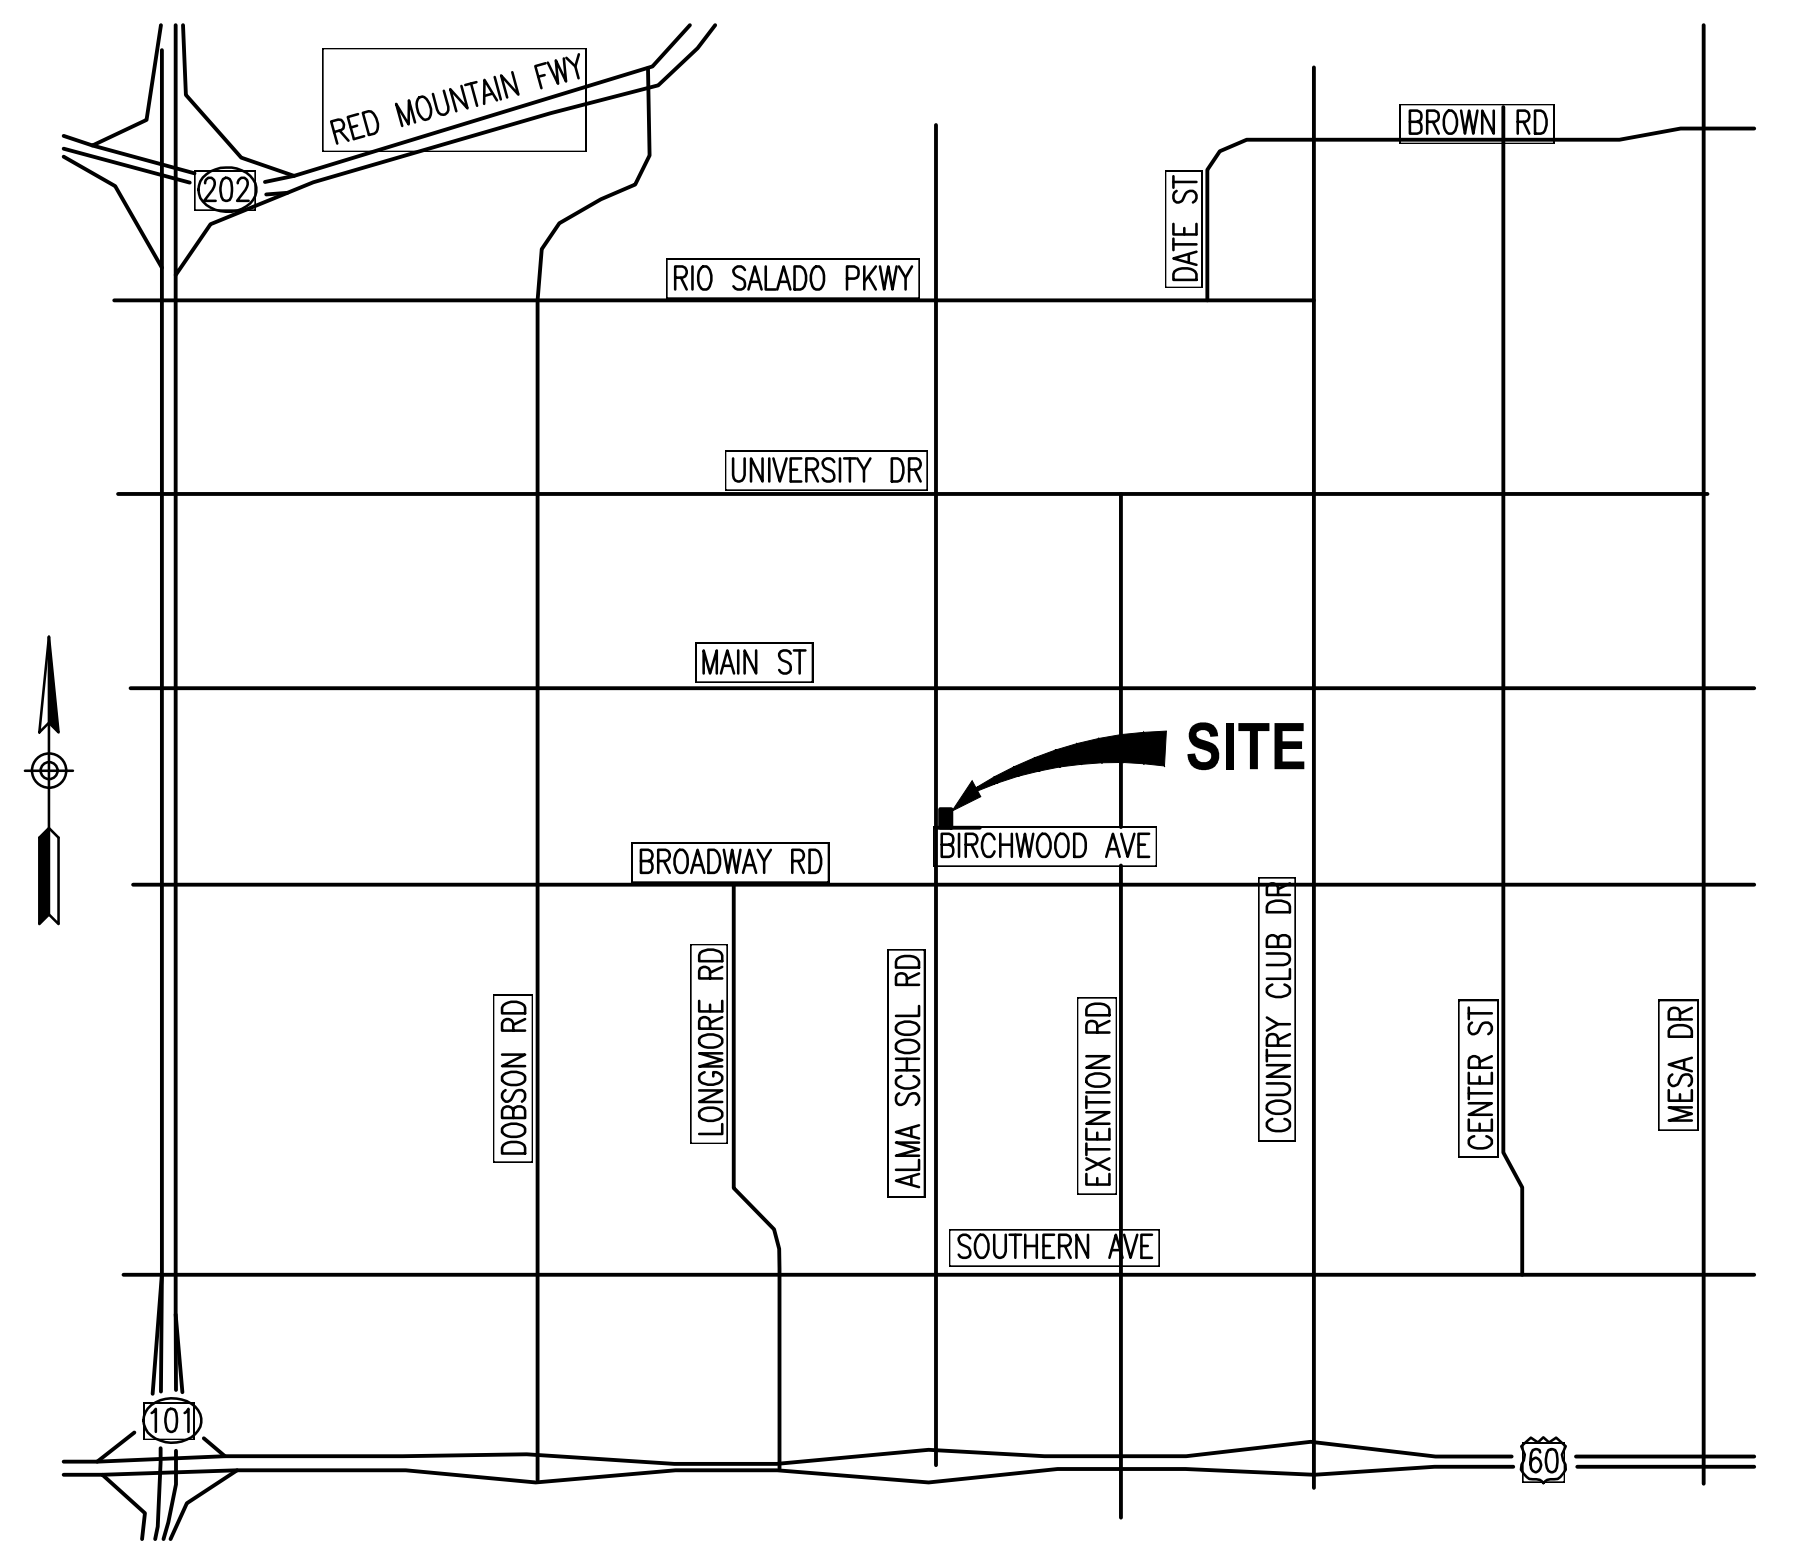 RED MOUNTAIN FWY
BROWN RD
202
DATE ST
RIO SALADO PKWY
UNIVERSITY DR
MAIN ST
SITE
BIRCHWOOD AVE
BROADWAY RD
DOBSON RD
LONGMORE RD
ALMA SCHOOL RD
EXTENTION RD
COUNTRY CLUB DR
CENTER ST
MESA DR
SOUTHERN AVE
101
60